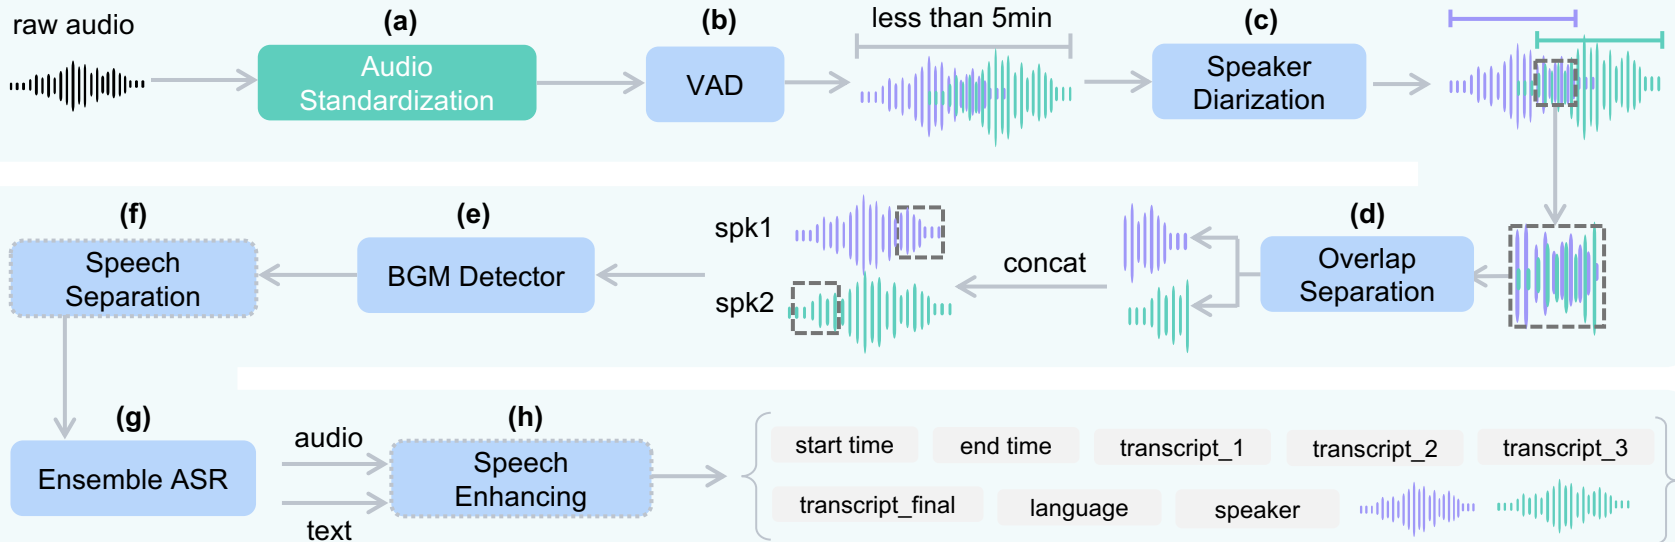 raw audio
(a)
Audio
Standardization
(b)
VAD
less than 5min
(c)
Speaker
Diarization
(d)
Overlap
Separation
concat
spk1
spk2
(e)
BGM Detector
(f)
Speech
Separation
(g)
Ensemble ASR
audio
text
(h)
Speech
Enhancing
start time
end time
transcript_1
transcript_2
transcript_3
transcript_final
language
speaker